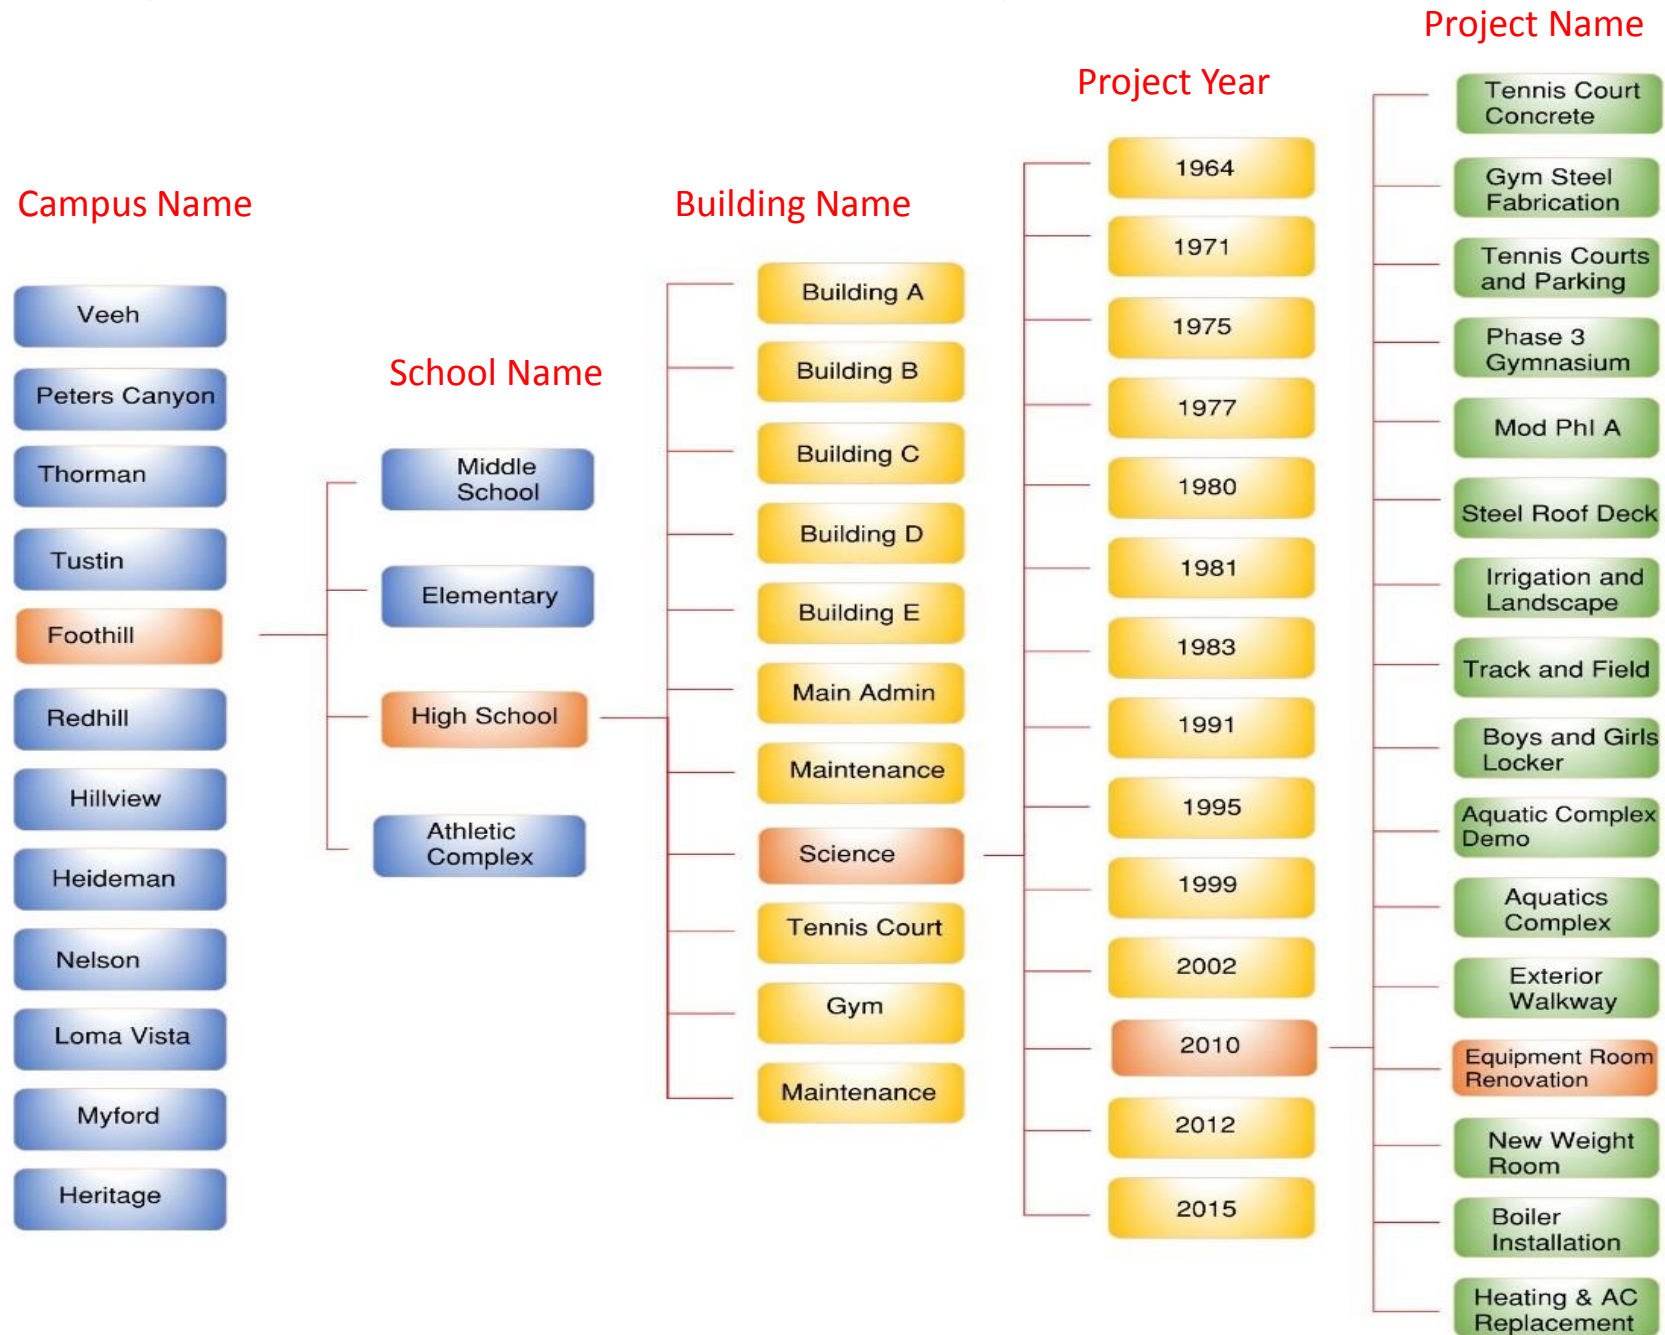 Campus Name
Veeh
Peters Canyon
Thorman
Tustin
Foothill
Redhill
Hillview
Heideman
Nelson
Loma Vista
Myford
Heritage
School Name
Middle
School
Elementary
High School
Athletic
Complex
Building Name
Building A
Building B
Building C
Building D
Building E
Main Admin
Maintenance
Science
Tennis Court
Gym
Maintenance
Project Year
1964
1971
1975
1977
1980
1981
1983
1991
1995
1999
2002
2010
2012
2015
Project Name
Tennis Court
Concrete
Gym Steel
Fabrication
Tennis Courts
and Parking
Phase 3
Gymnasium
Mod PhI A
Steel Roof Deck
Irrigation and
Landscape
Track and Field
Boys and Girls
Locker
Aquatic Complex
Demo
Aquatics
Complex
Exterior
Walkway
Equipment Room
Renovation
New Weight
Room
Boiler
Installation
Heating & AC
Replacement